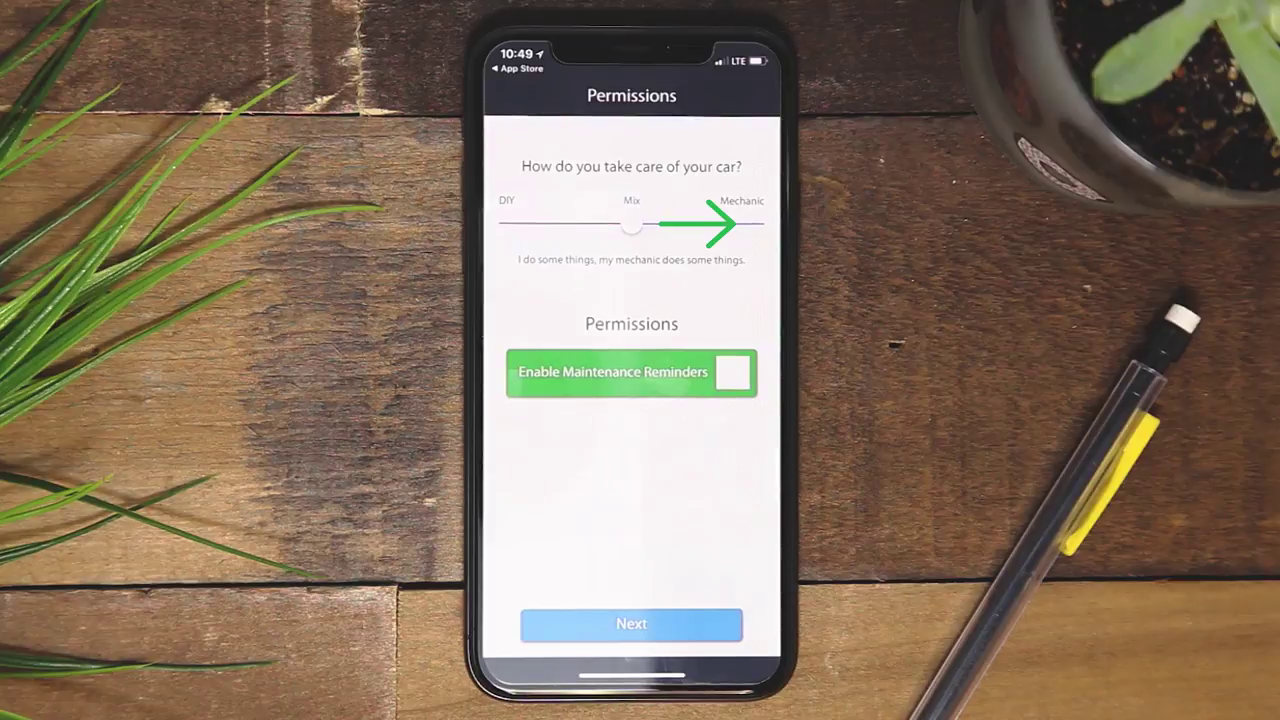 10:49
App Store
LTE
Permissions
How do you take care of your car?
DIY Mix Mechanic
I do some things, my mechanic does some things.
Permissions
Enable Maintenance Reminders
Next